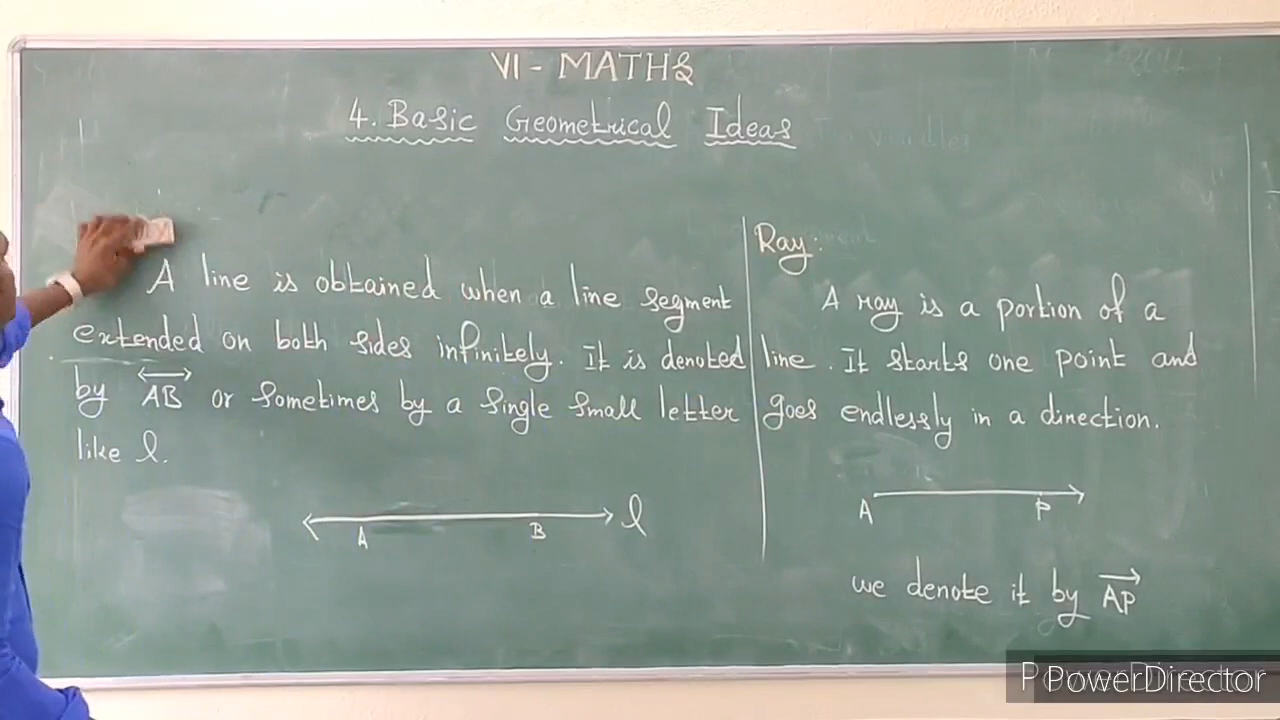 VI - MATHS
4. Basic Geometrical Ideas
A line is obtained when a line segment
extended on both sides infinitely. It is denoted
by AB or sometimes by a single small letter
like l.
A B l
Ray:
A ray is a portion of a
line. It starts one point and
goes endlessly in a direction.
A P
we denote it by AP
PowerDirector